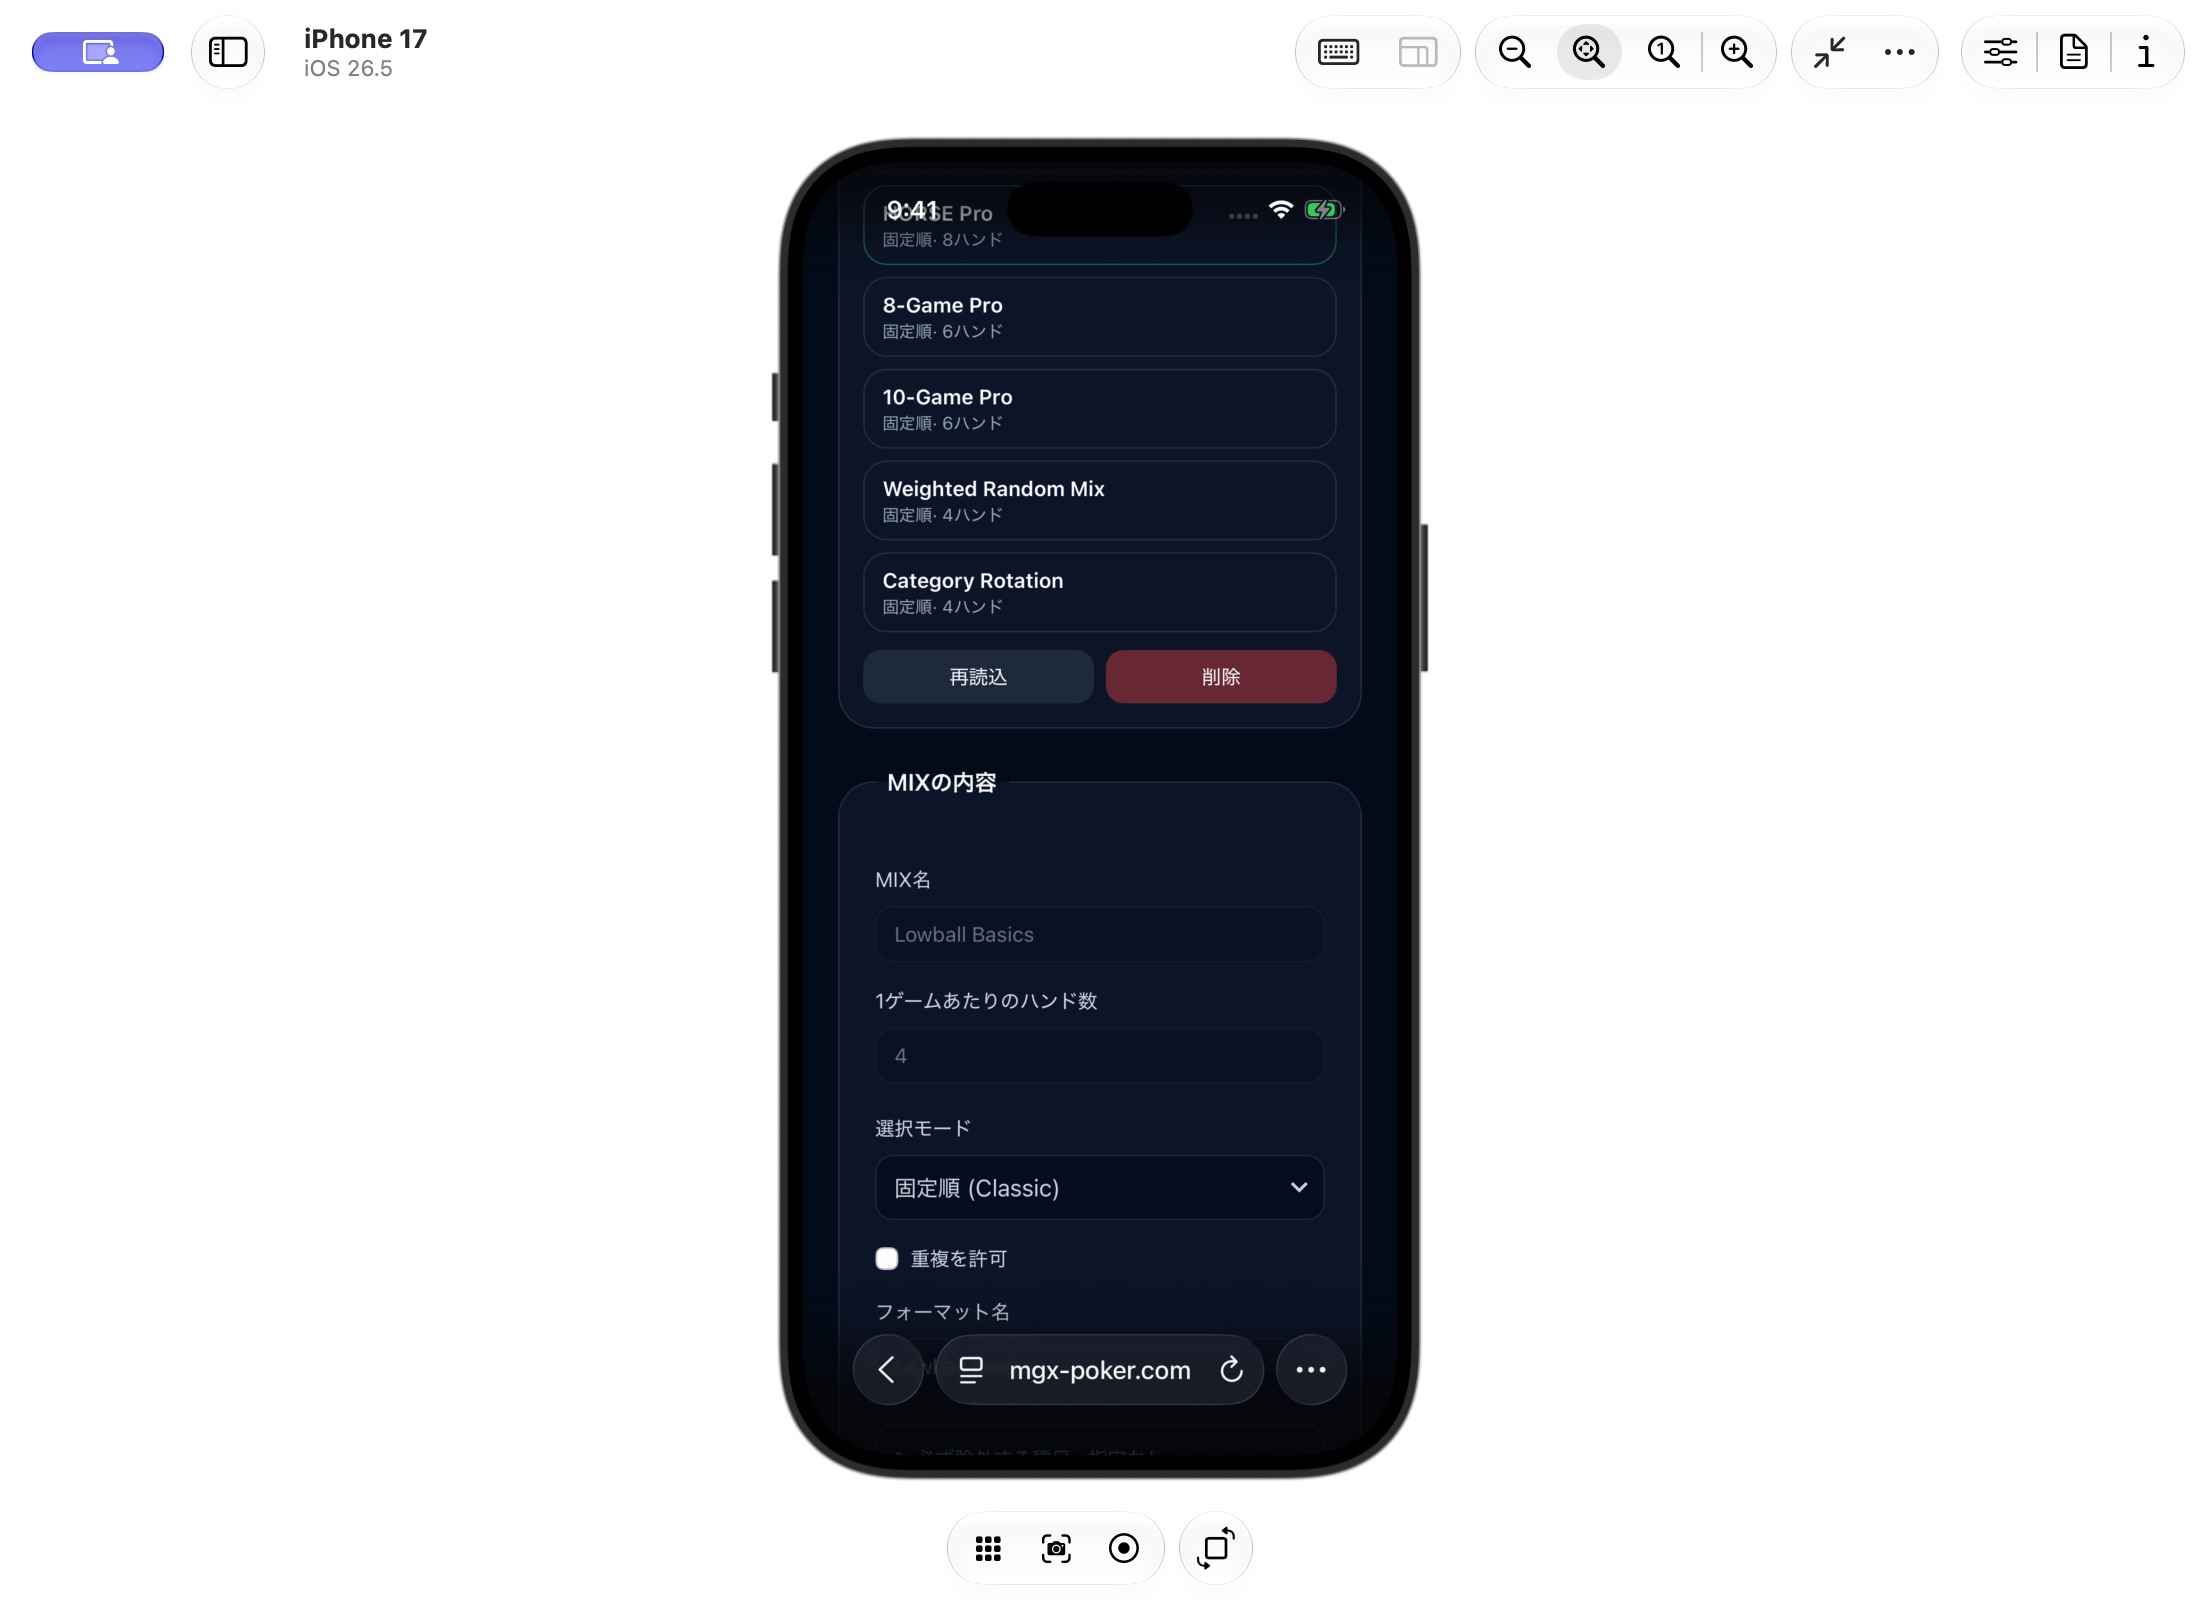 iPhone 17
iOS 26.5
1
9:41
HORSE Pro
固定順· 8ハンド
8-Game Pro
固定順· 6ハンド
10-Game Pro
固定順· 6ハンド
Weighted Random Mix
固定順· 4ハンド
Category Rotation
固定順· 4ハンド
再読込
削除
MIXの内容
MIX名
Lowball Basics
1ゲームあたりのハンド数
4
選択モード
固定順 (Classic)
重複を許可
フォーマット名
mgx-poker.com